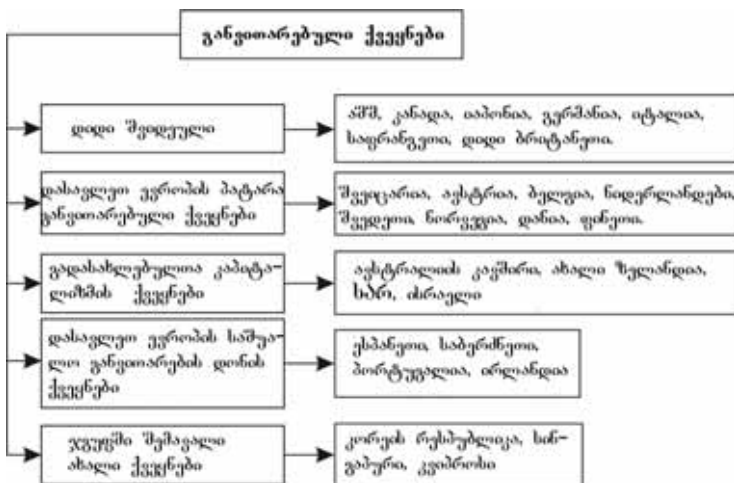 განვითარებული ქვეყნები
დიდი შვიდეული
აშშ, კანადა, იაპონია, გერმანია, იტალია,
საფრანგეთი, დიდი ბრიტანეთი.
დასავლეთ ევროპის პატარა
განვითარებული ქვეყნები
შვეიცარია, ავსტრია, ბელგია, ნიდერლანდები,
შვედეთი, ნორვეგია, დანია, ფინეთი.
გადასახლებულთა კაპიტა-
ლიზმის ქვეყნები
ავსტრალიის კავშირი, ახალი ზელანდია,
სარ, ისრაელი
დასავლეთ ევროპის საშუა-
ლო განვითარების დონის
ქვეყნები
ესპანეთი, საბერძნეთი,
პორტუგალია, ირლანდია
ჯგუფში შემავალი
ახალი ქვეყნები
კორეის რესპუბლიკა, სინ-
გაპური, კვიპროსი